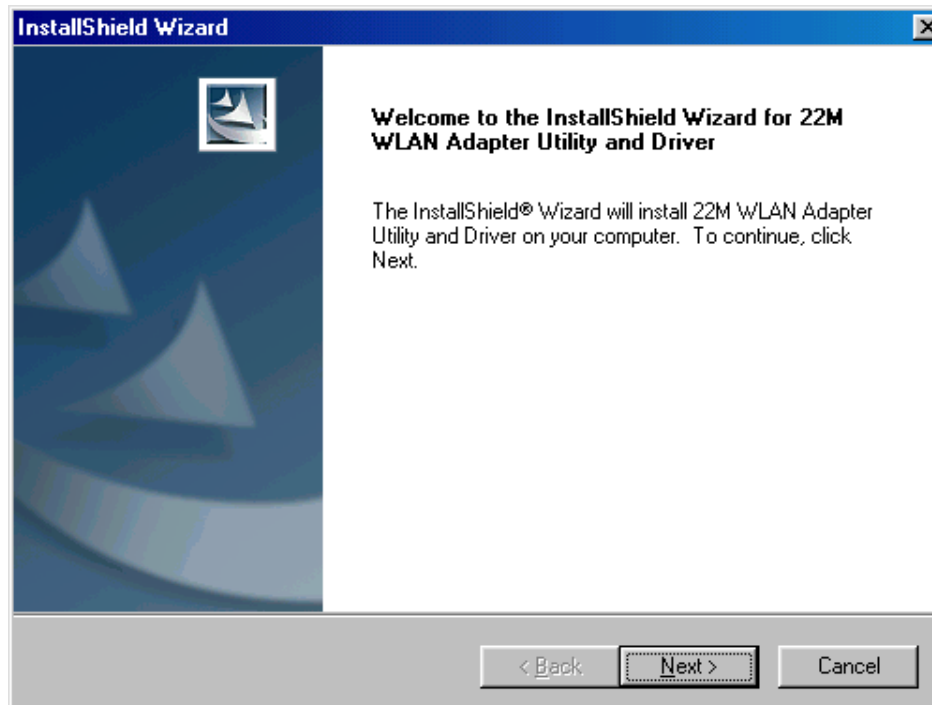 InstallShield Wizard
Welcome to the InstallShield Wizard for 22M
WLAN Adapter Utility and Driver
The InstallShield® Wizard will install 22M WLAN Adapter
Utility and Driver on your computer.  To continue, click
Next.
< Back
Next >
Cancel